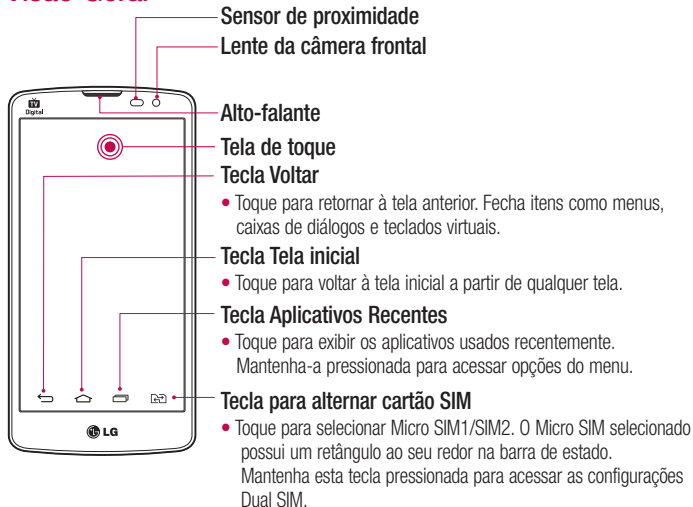 Sensor de proximidade
Lente da câmera frontal
TV
Digital
Alto-falante
Tela de toque
Tecla Voltar
• Toque para retornar à tela anterior. Fecha itens como menus,
caixas de diálogos e teclados virtuais.
Tecla Tela inicial
• Toque para voltar à tela inicial a partir de qualquer tela.
Tecla Aplicativos Recentes
• Toque para exibir os aplicativos usados recentemente.
Mantenha-a pressionada para acessar opções do menu.
Tecla para alternar cartão SIM
• Toque para selecionar Micro SIM1/SIM2. O Micro SIM selecionado
possui um retângulo ao seu redor na barra de estado.
Mantenha esta tecla pressionada para acessar as configurações
Dual SIM.
LG